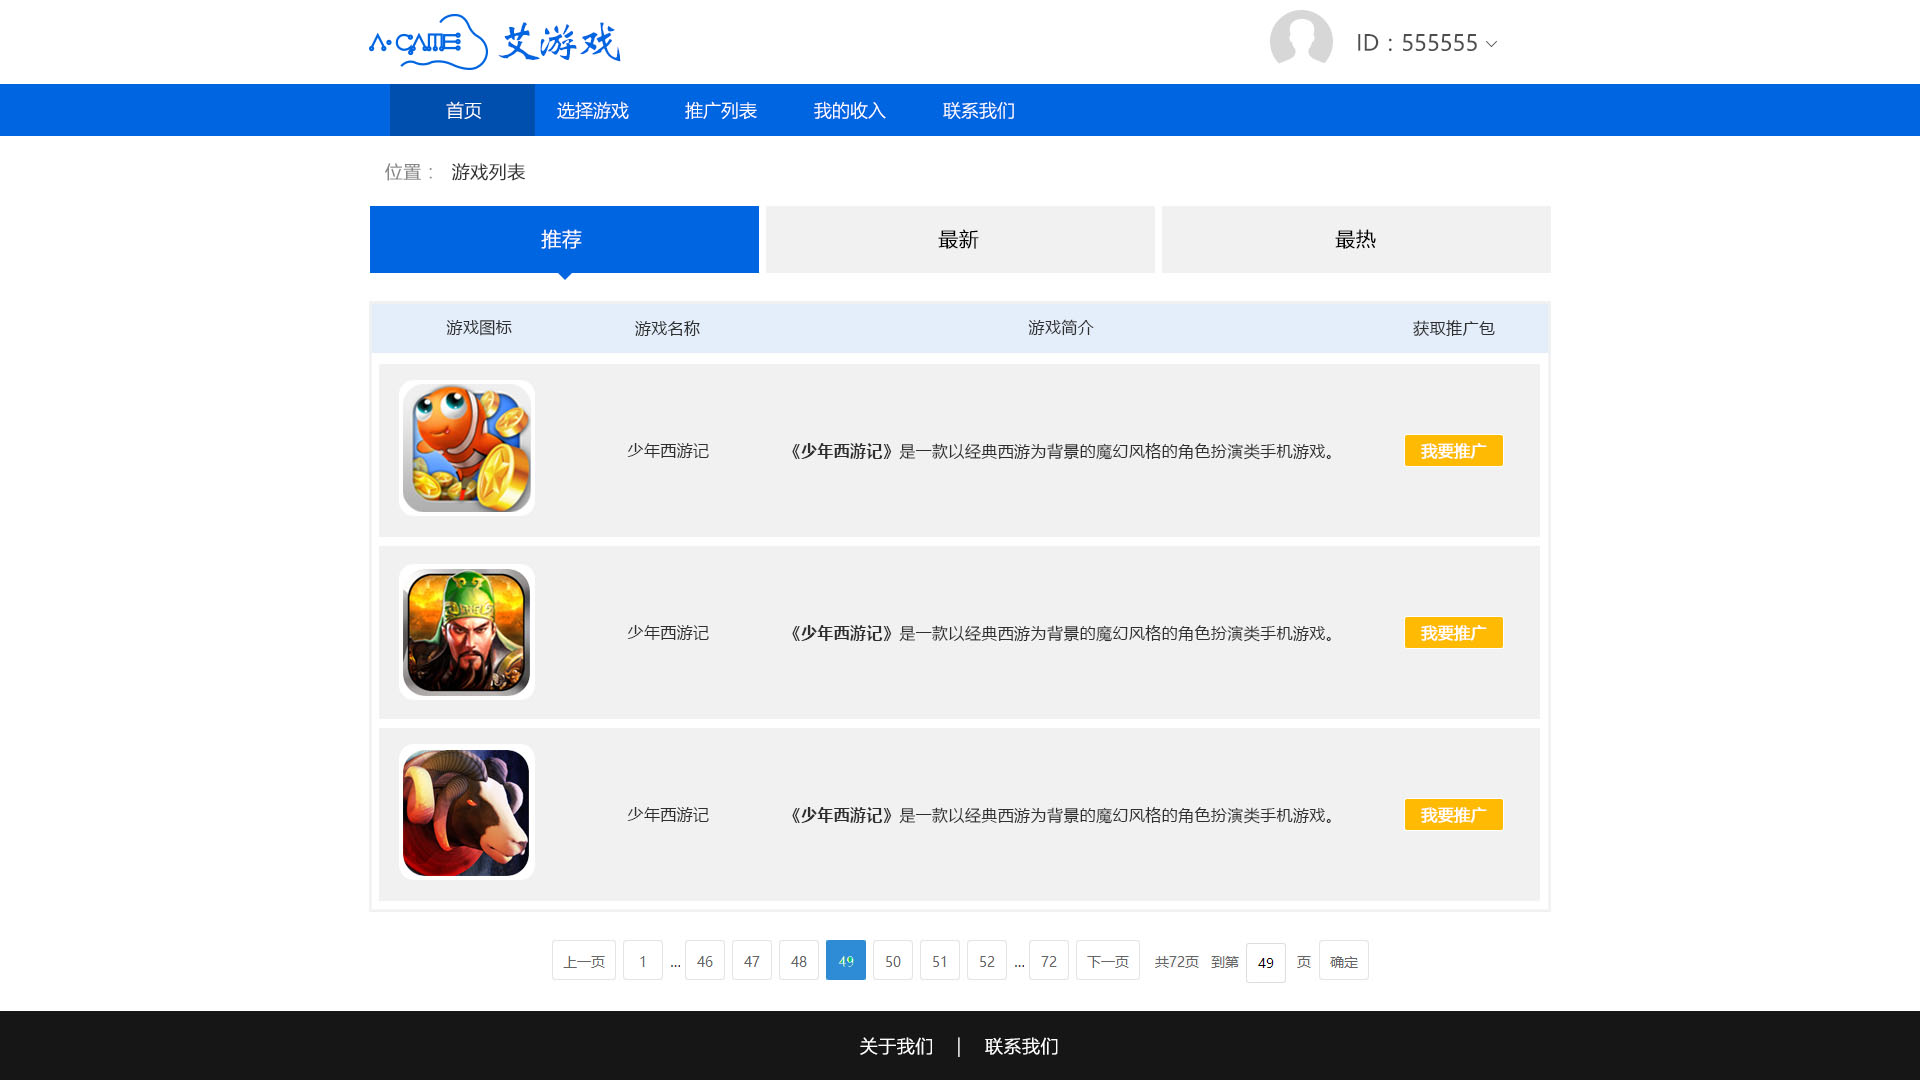 A·GAME 艾游戏
ID：555555
首页 选择游戏 推广列表 我的收入 联系我们
位置： 游戏列表
推荐 最新 最热
游戏图标 游戏名称 游戏简介 获取推广包
少年西游记 《少年西游记》是一款以经典西游为背景的魔幻风格的角色扮演类手机游戏。 我要推广
少年西游记 《少年西游记》是一款以经典西游为背景的魔幻风格的角色扮演类手机游戏。 我要推广
少年西游记 《少年西游记》是一款以经典西游为背景的魔幻风格的角色扮演类手机游戏。 我要推广
上一页 1 ... 46 47 48 49 50 51 52 ... 72 下一页 共72页 到第 49 页 确定
关于我们 | 联系我们